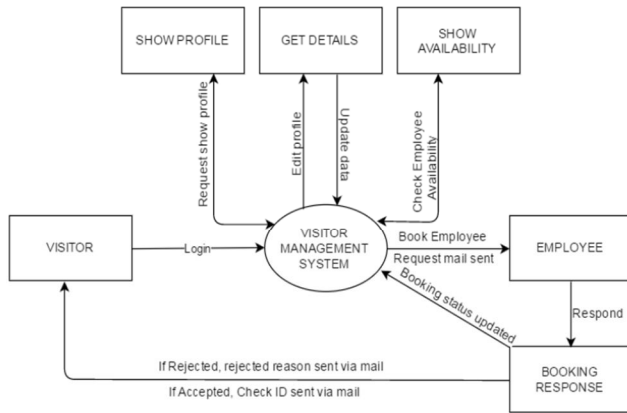 SHOW PROFILE
GET DETAILS
SHOW
AVAILABILITY
Request show profile
Edit profile
Update data
Check Employee
Availability
VISITOR
Login
VISITOR
MANAGEMENT
SYSTEM
Book Employee
Request mail sent
EMPLOYEE
Booking status updated
Respond
If Rejected, rejected reason sent via mail
If Accepted, Check ID sent via mail
BOOKING
RESPONSE